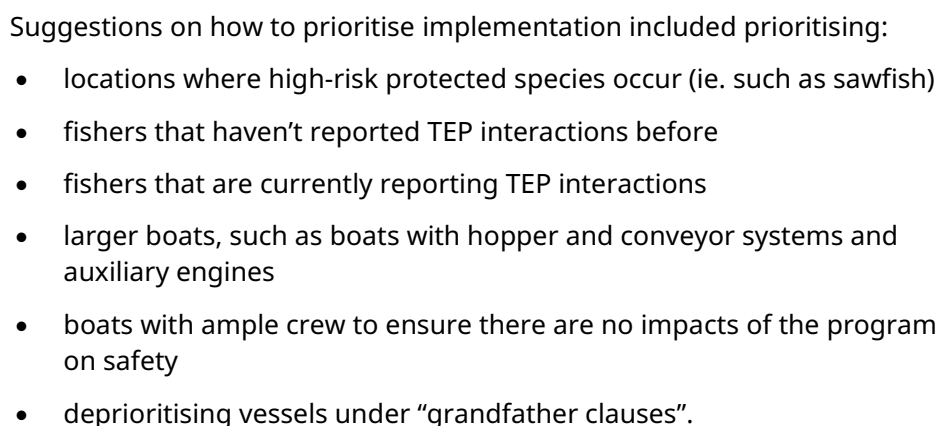 Suggestions on how to prioritise implementation included prioritising:
• locations where high-risk protected species occur (ie. such as sawfish)
• fishers that haven’t reported TEP interactions before
• fishers that are currently reporting TEP interactions
• larger boats, such as boats with hopper and conveyor systems and
auxiliary engines
• boats with ample crew to ensure there are no impacts of the program
on safety
• deprioritising vessels under “grandfather clauses”.